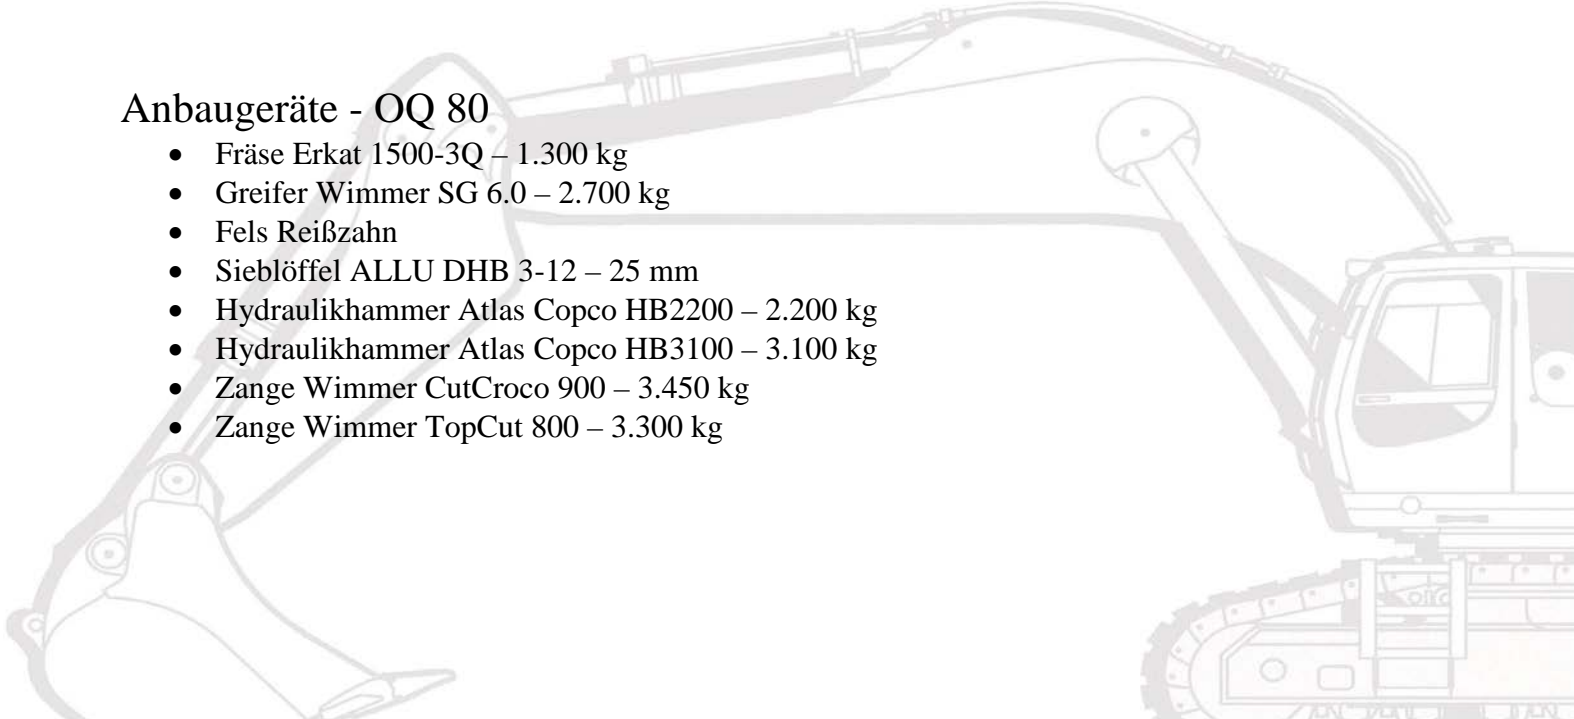 Anbaugeräte - OQ 80
• Fräse Erkat 1500-3Q – 1.300 kg
• Greifer Wimmer SG 6.0 – 2.700 kg
• Fels Reißzahn
• Sieblöffel ALLU DHB 3-12 – 25 mm
• Hydraulikhammer Atlas Copco HB2200 – 2.200 kg
• Hydraulikhammer Atlas Copco HB3100 – 3.100 kg
• Zange Wimmer CutCroco 900 – 3.450 kg
• Zange Wimmer TopCut 800 – 3.300 kg